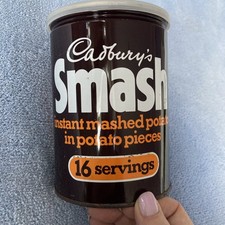 Cadbury's
Smash
instant mashed potato
in potato pieces
16 servings